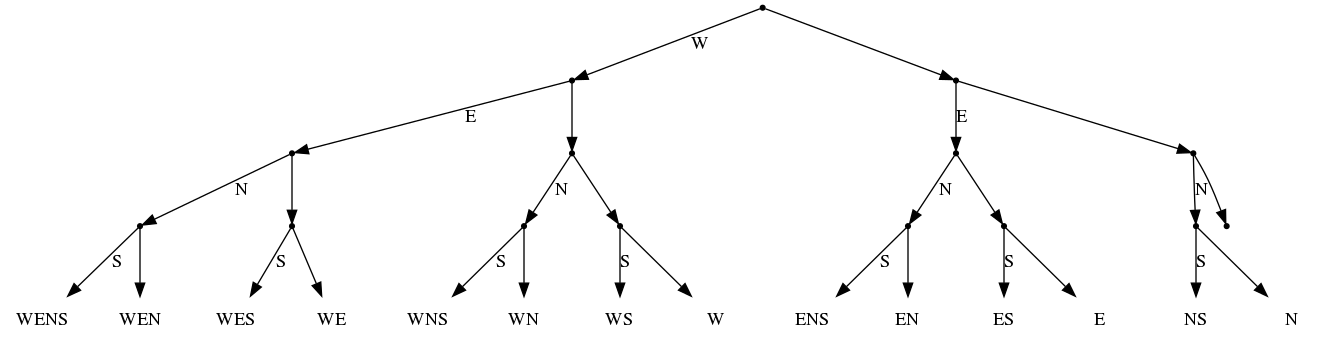 W
E E
N N N N
S S S S S S S
WENS WEN WES WE WNS WN WS W ENS EN ES E NS N